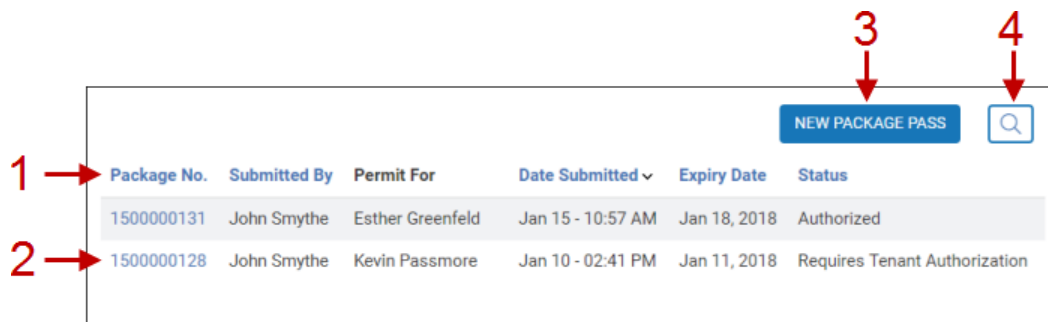 3 4
NEW PACKAGE PASS
1 Package No. Submitted By Permit For Date Submitted Expiry Date Status
1500000131 John Smythe Esther Greenfeld Jan 15 - 10:57 AM Jan 18, 2018 Authorized
2 1500000128 John Smythe Kevin Passmore Jan 10 - 02:41 PM Jan 11, 2018 Requires Tenant Authorization